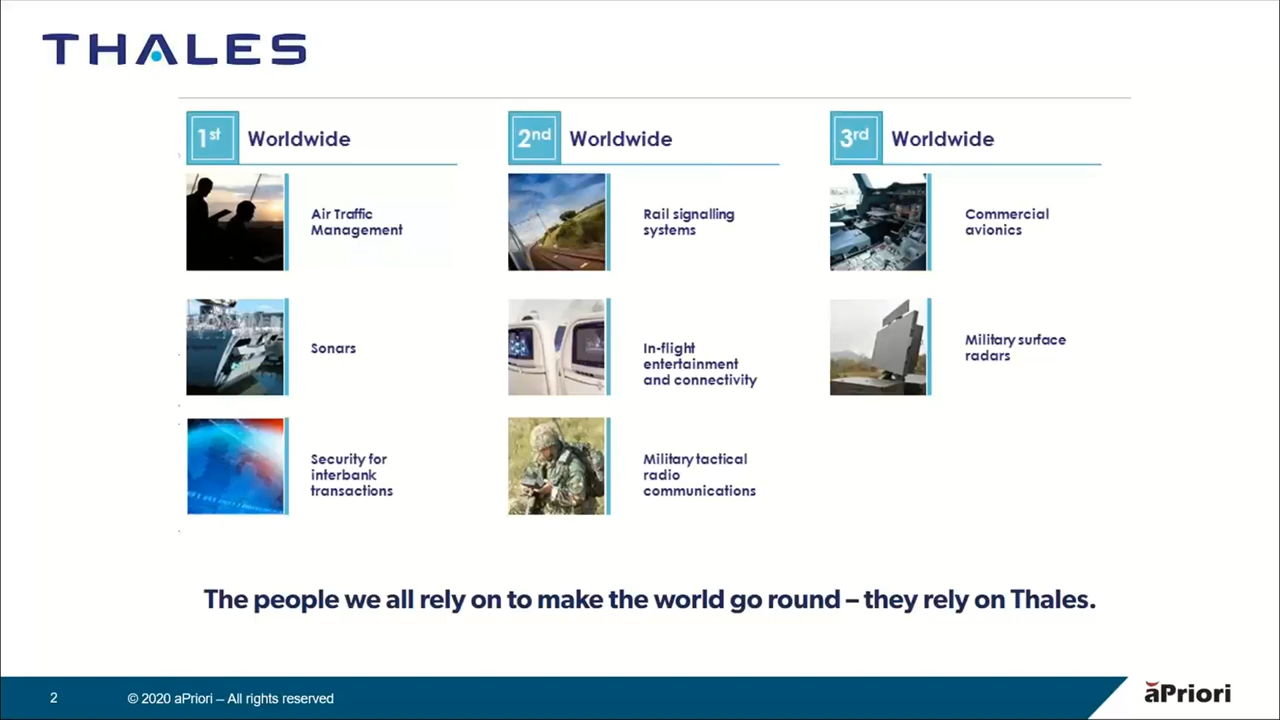 THALES
1st Worldwide
Air Traffic
Management
Sonars
Security for
interbank
transactions
2nd Worldwide
Rail signalling
systems
In-flight
entertainment
and connectivity
Military tactical
radio
communications
3rd Worldwide
Commercial
avionics
Military surface
radars
The people we all rely on to make the world go round – they rely on Thales.
2
© 2020 aPriori – All rights reserved
aPriori